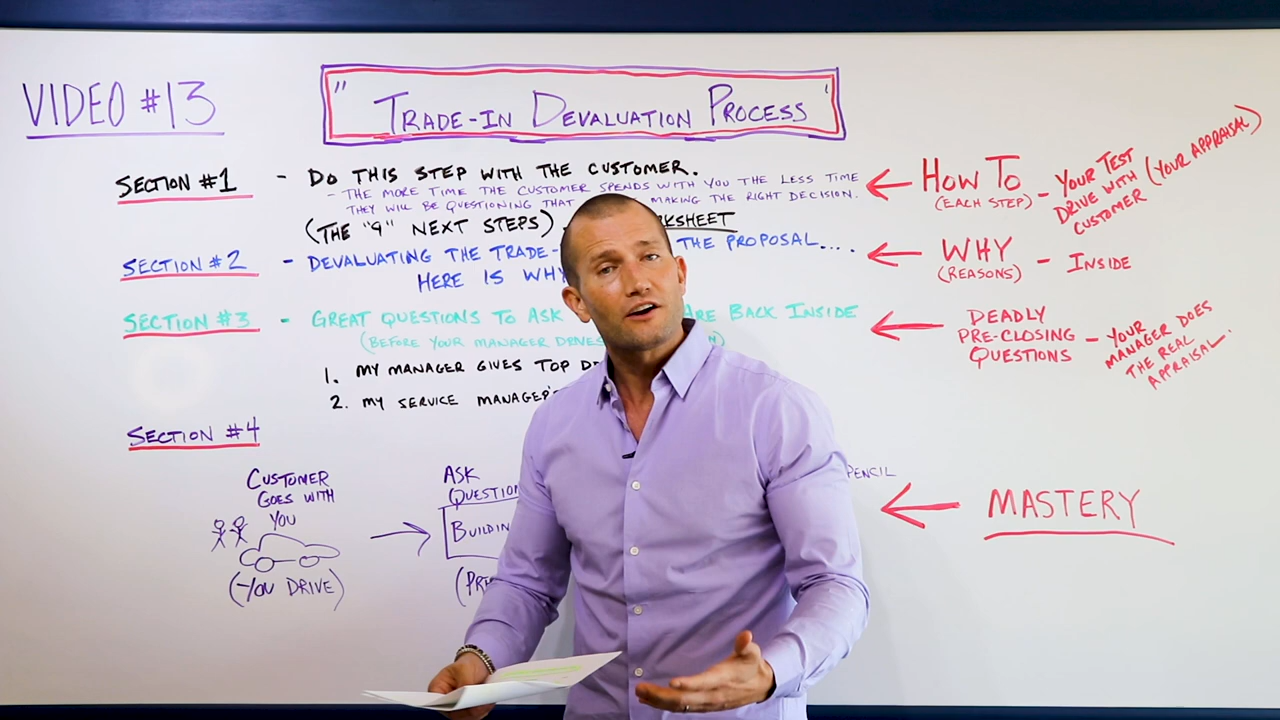 VIDEO #13
" TRADE-IN DEVALUATION PROCESS "
SECTION #1 - DO THIS STEP WITH THE CUSTOMER.
- THE MORE TIME THE CUSTOMER SPENDS WITH YOU THE LESS TIME
THEY WILL BE QUESTIONING THAT MAKING THE RIGHT DECISION.
(THE "9" NEXT STEPS)
HOW TO
(EACH STEP)
- YOUR TEST
DRIVE WITH
CUSTOMER
(YOUR APPRAISAL)
SECTION #2 - DEVALUATING THE TRADE- THE PROPOSAL....
HERE IS WHY
WHY
(REASONS)
- INSIDE
SECTION #3 - GREAT QUESTIONS TO ASK ARE BACK INSIDE
(BEFORE YOUR MANAGER DRIVES
1. MY MANAGER GIVES TOP
2. MY SERVICE MANAGER'S
DEADLY
PRE-CLOSING
QUESTIONS
- YOUR
MANAGER DOES
THE REAL
APPRAISAL.
SECTION #4
CUSTOMER
GOES WITH
YOU
(YOU DRIVE)
ASK
PENCIL
MASTERY